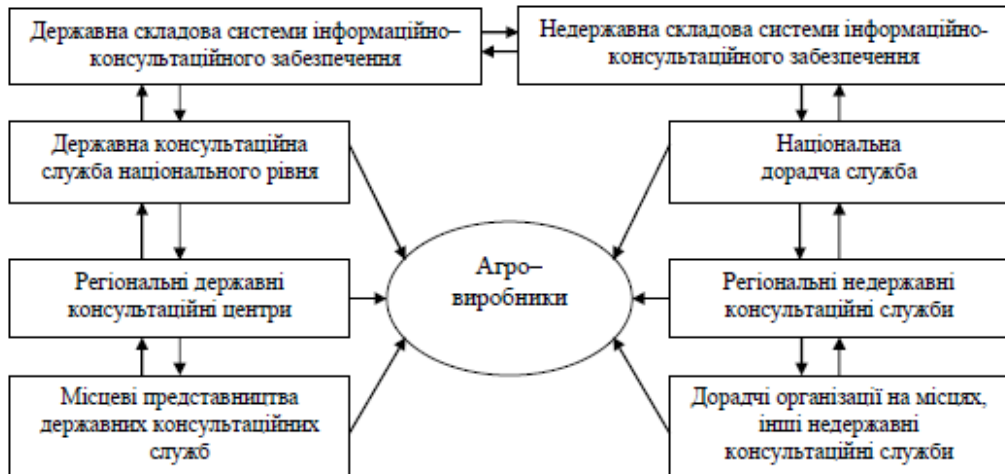 Державна складова системи інформаційно–
консультаційного забезпечення
Недержавна складова системи інформаційно-
консультаційного забезпечення
Державна консультаційна
служба національного рівня
Національна
дорадча служба
Агро–
виробники
Регіональні державні
консультаційні центри
Регіональні недержавні
консультаційні служби
Місцеві представництва
державних консультаційних
служб
Дорадчі організації на місцях,
інші недержавні
консультаційні служби